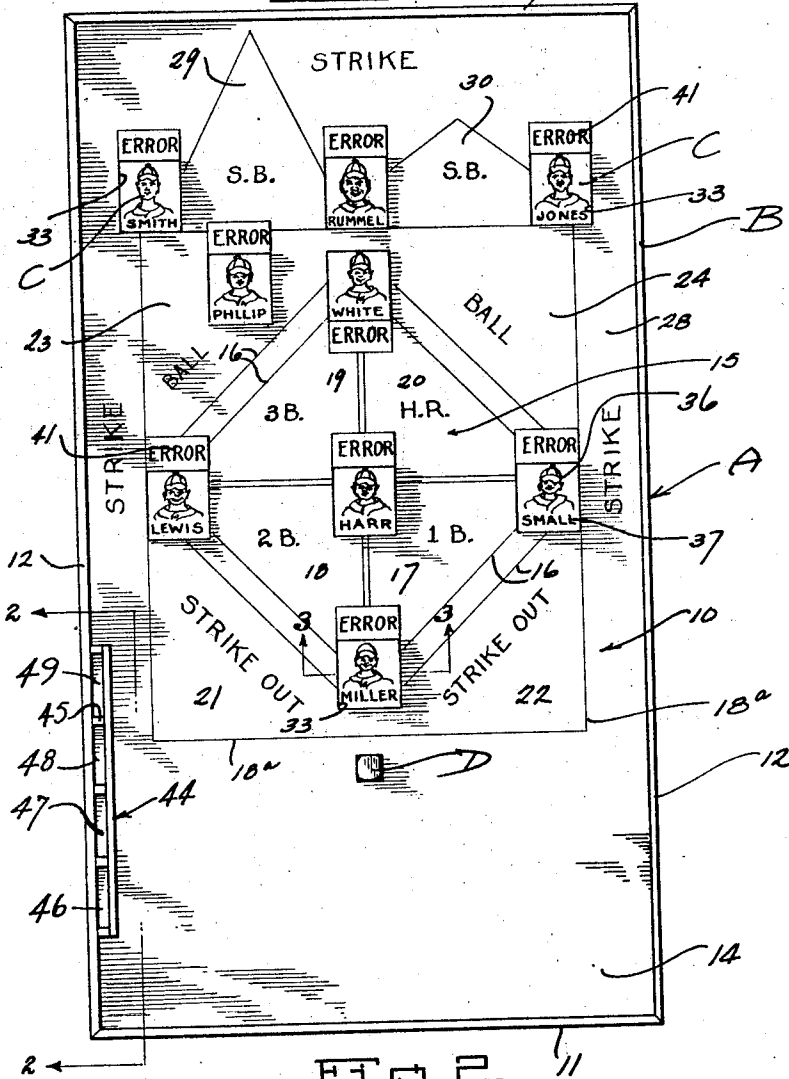 STRIKE
29
30
ERROR
ERROR
ERROR
41
S.B.
S.B.
C
SMITH
RUMMEL
JONES
33
33
B
C
ERROR
PHILLIP
WHITE
ERROR
24
28
23
BALL
BALL
16
19
20
15
3B.
H.R.
36
41
ERROR
ERROR
ERROR
STRIKE
STRIKE
A
LEWIS
HARR
SMALL
37
12
2B.
1B.
18
17
16
2
3
3
ERROR
10
STRIKE OUT
STRIKE OUT
49
MILLER
21
22
45
33
18a
18a
48
D
12
47
44
46
14
2
11